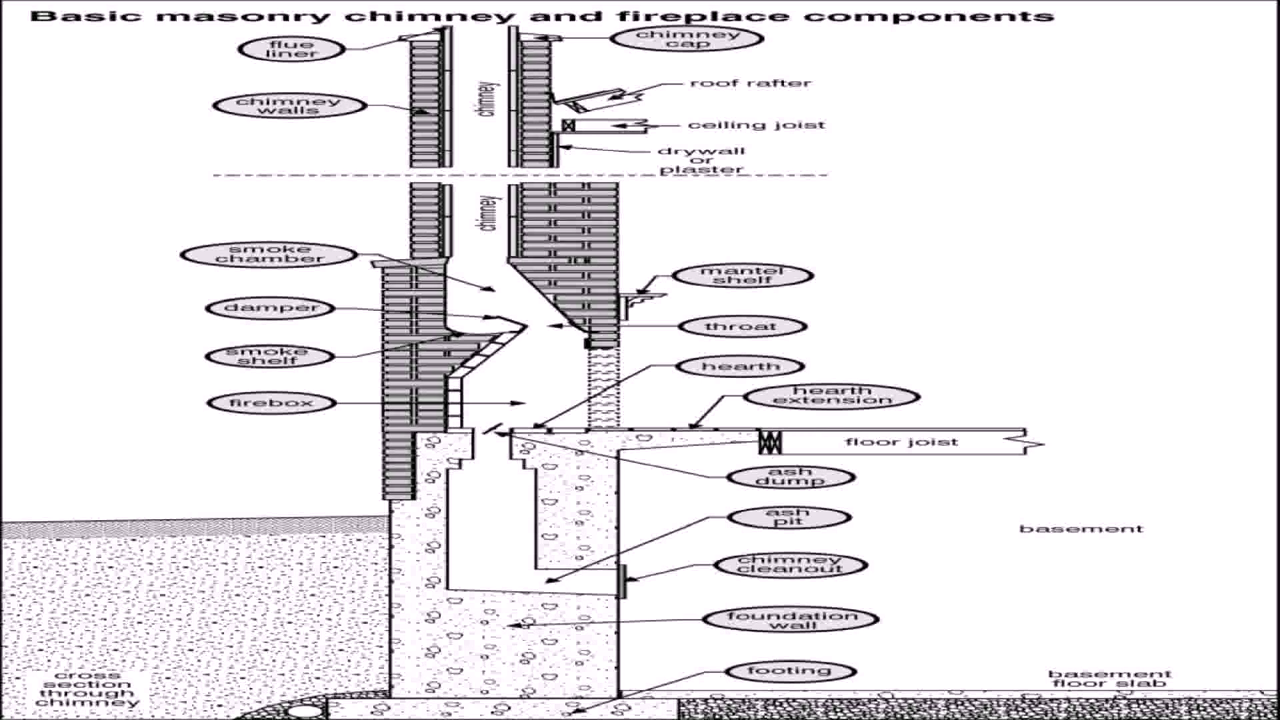 Basic masonry chimney and fireplace components
flue
liner
chimney
cap
chimney
walls
chimney
roof rafter
ceiling joist
drywall
or
plaster
chimney
smoke
chamber
mantel
shelf
damper
throat
smoke
shelf
hearth
firebox
hearth
extension
floor joist
ash
dump
ash
pit
basement
chimney
cleanout
foundation
wall
footing
cross
section
through
chimney
basement
floor slab